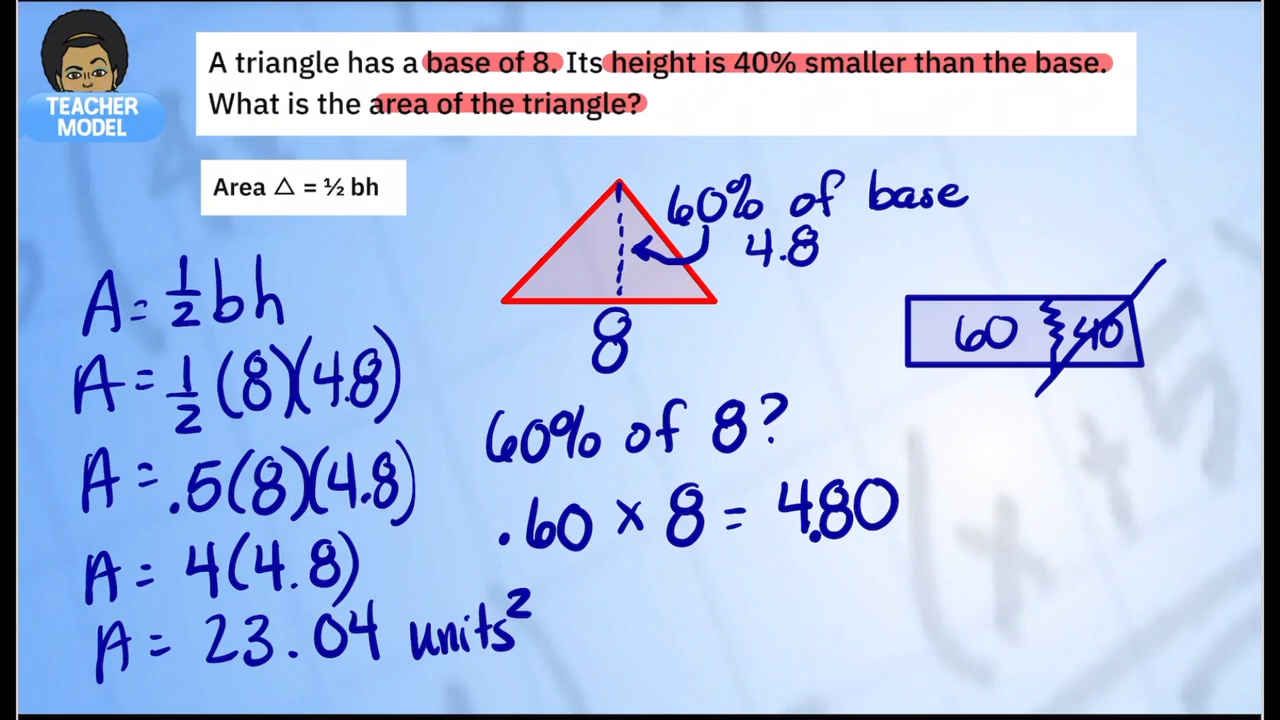 TEACHER
MODEL
A triangle has a base of 8. Its height is 40% smaller than the base.
What is the area of the triangle?
Area △ = ½ bh
60% of base
4.8
8
60 40
A = 1/2 bh
A = 1/2 (8)(4.8)
A = .5(8)(4.8)
A = 4(4.8)
A = 23.04 units²
60% of 8?
.60 × 8 = 4.80
(x+5)